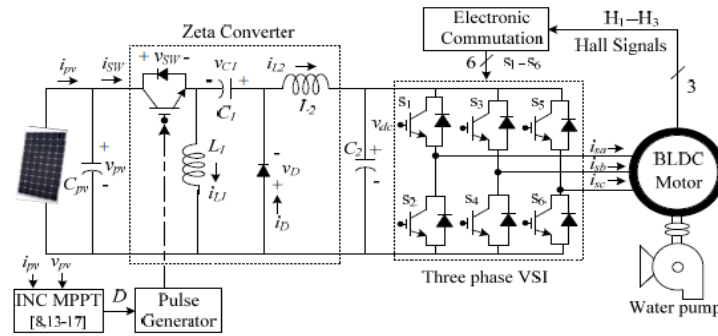 Zeta Converter
Electronic
Commutation
H1–H3
Hall Signals
6
s1–s6
3
ipv
iSW
+ vSW -
- vC1 +
C1
iL2
L2
Cpv
+
vpv
-
L1
iL1
-
vD
+
iD
C2
+
-
vdc
S1
S3
S5
S2
S4
S6
isa
isb
isc
BLDC
Motor
Three phase VSI
Water pump
ipv
vpv
INC MPPT
[8,13-17]
D
Pulse
Generator